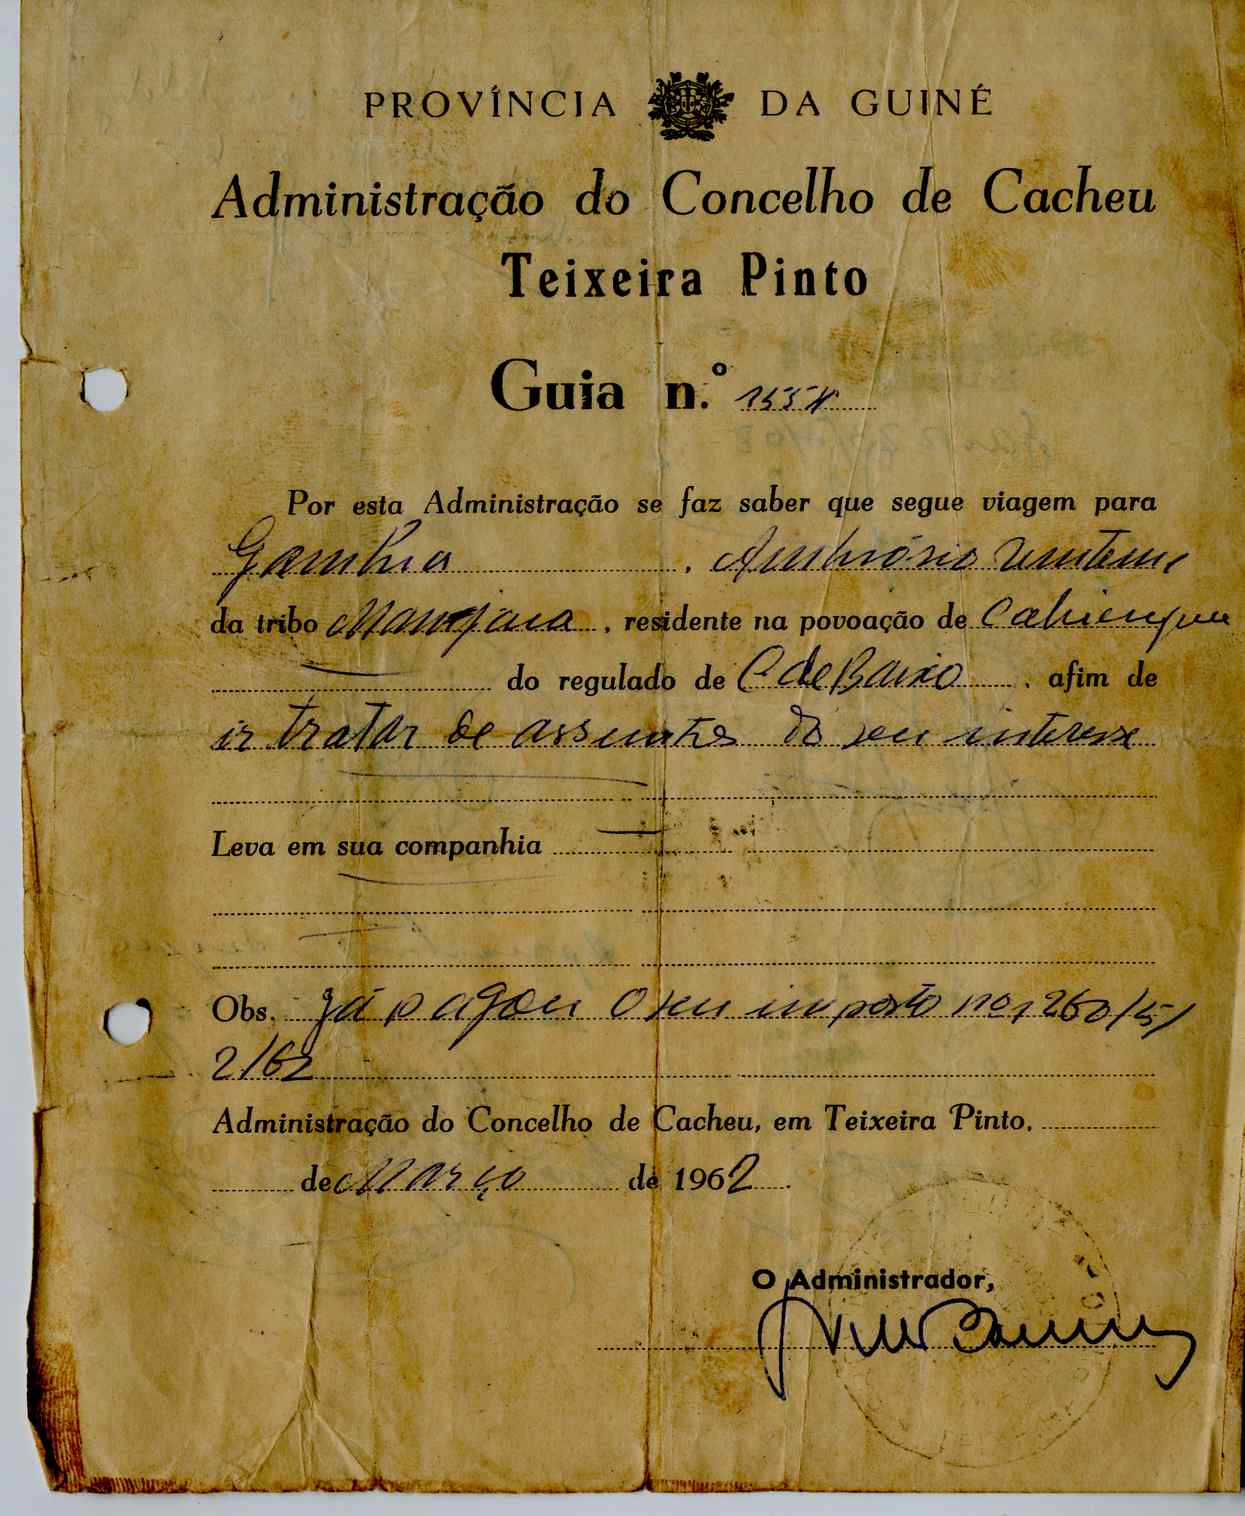 PROVÍNCIA DA GUINÉ
Administração do Concelho de Cacheu
Teixeira Pinto
Guia n.º
Por esta Administração se faz saber que segue viagem para
Gambia , Ambrósio
da tribo Manjaca , residente na povoação de
do regulado de C. de Baixo , afim de
ir tratar de assuntos do seu interesse
Leva em sua companhia
Obs. Já pagou o seu imposto
2/62
Administração do Concelho de Cacheu, em Teixeira Pinto,
de Março de 1962
O Administrador,